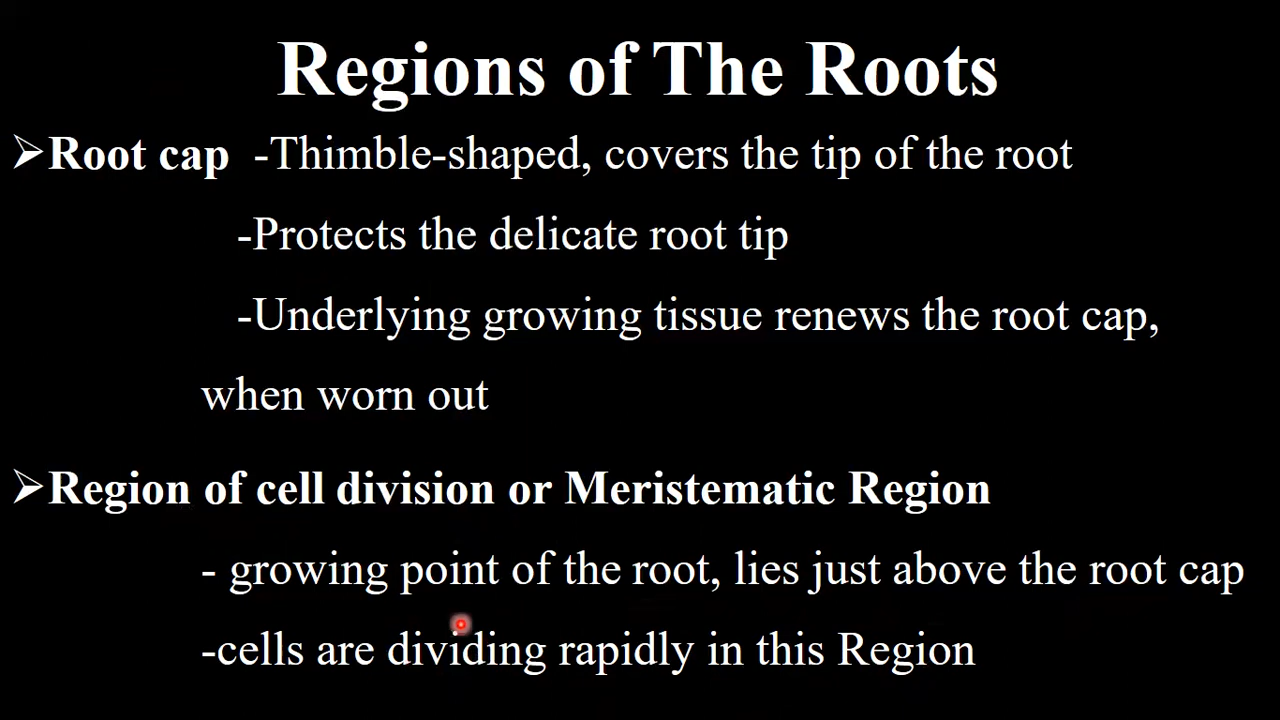 Regions of The Roots
➢Root cap -Thimble-shaped, covers the tip of the root
-Protects the delicate root tip
-Underlying growing tissue renews the root cap,
when worn out
➢Region of cell division or Meristematic Region
- growing point of the root, lies just above the root cap
-cells are dividing rapidly in this Region